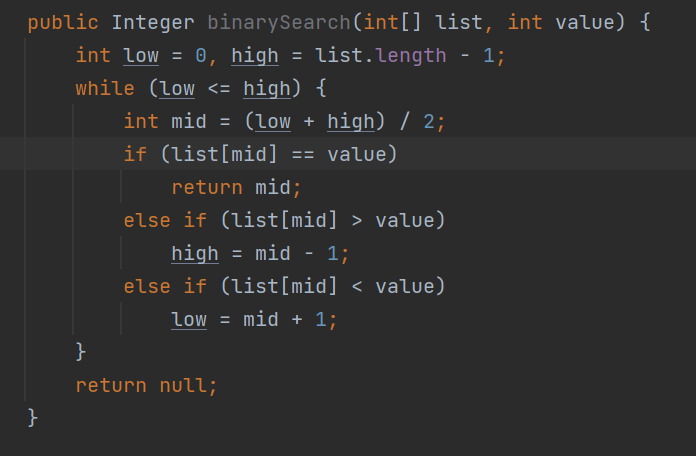 public Integer binarySearch(int[] list, int value) {
    int low = 0, high = list.length - 1;
    while (low <= high) {
        int mid = (low + high) / 2;
        if (list[mid] == value)
            return mid;
        else if (list[mid] > value)
            high = mid - 1;
        else if (list[mid] < value)
            low = mid + 1;
    }
    return null;
}